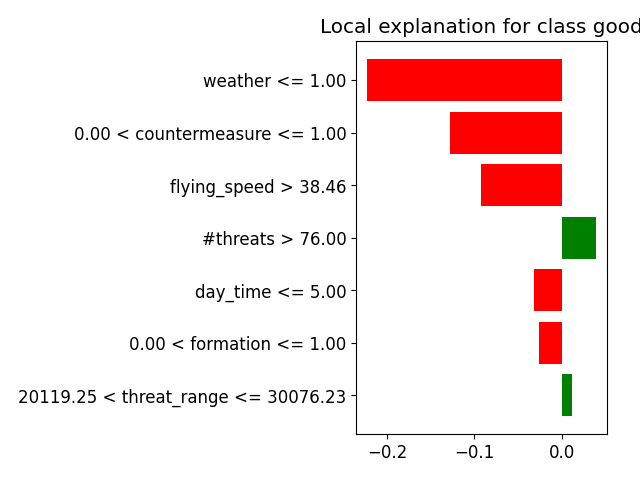 Local explanation for class good
weather <= 1.00
0.00 < countermeasure <= 1.00
flying_speed > 38.46
#threats > 76.00
day_time <= 5.00
0.00 < formation <= 1.00
20119.25 < threat_range <= 30076.23
−0.2 −0.1 0.0